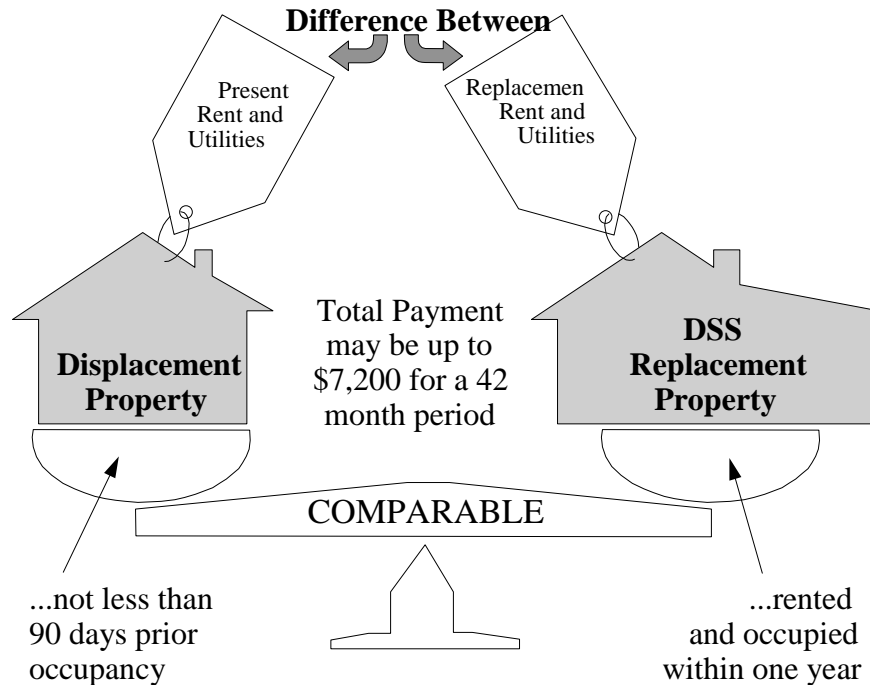 Difference Between
Present
Rent and
Utilities
Replacemen
Rent and
Utilities
Total Payment
may be up to
$7,200 for a 42
month period
Displacement
Property
DSS
Replacement
Property
COMPARABLE
...not less than
90 days prior
occupancy
...rented
and occupied
within one year